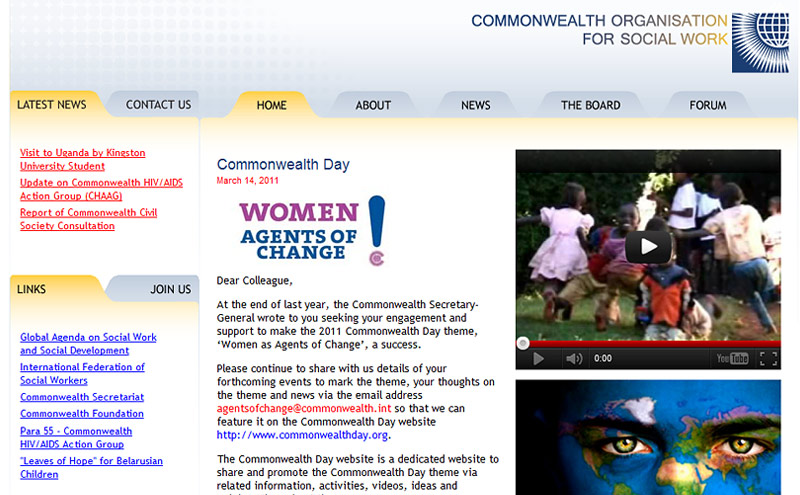 COMMONWEALTH ORGANISATION
FOR SOCIAL WORK
LATEST NEWS
CONTACT US
HOME
ABOUT
NEWS
THE BOARD
FORUM
Visit to Uganda by Kingston
University Student
Update on Commonwealth HIV/AIDS
Action Group (CHAAG)
Report of Commonwealth Civil
Society Consultation
LINKS
JOIN US
Global Agenda on Social Work
and Social Development
International Federation of
Social Workers
Commonwealth Secretariat
Commonwealth Foundation
Para 55 - Commonwealth
HIV/AIDS Action Group
"Leaves of Hope" for Belarusian
Children
Commonwealth Day
March 14, 2011
WOMEN
AGENTS OF
CHANGE !
Dear Colleague,
At the end of last year, the Commonwealth Secretary-
General wrote to you seeking your engagement and
support to make the 2011 Commonwealth Day theme,
‘Women as Agents of Change’, a success.
Please continue to share with us details of your
forthcoming events to mark the theme, your thoughts on
the theme and news via the email address
agentsofchange@commonwealth.int so that we can
feature it on the Commonwealth Day website
http://www.commonwealthday.org.
The Commonwealth Day website is a dedicated website to
share and promote the Commonwealth Day theme via
related information, activities, videos, ideas and
0:00
YouTube